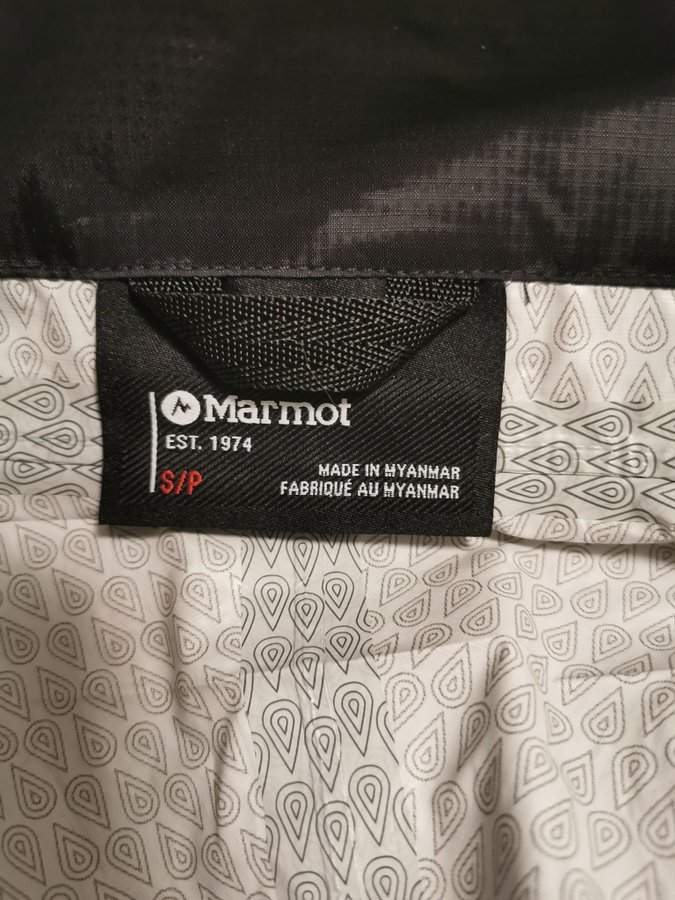 Marmot
EST. 1974
S/P
MADE IN MYANMAR
FABRIQUÉ AU MYANMAR